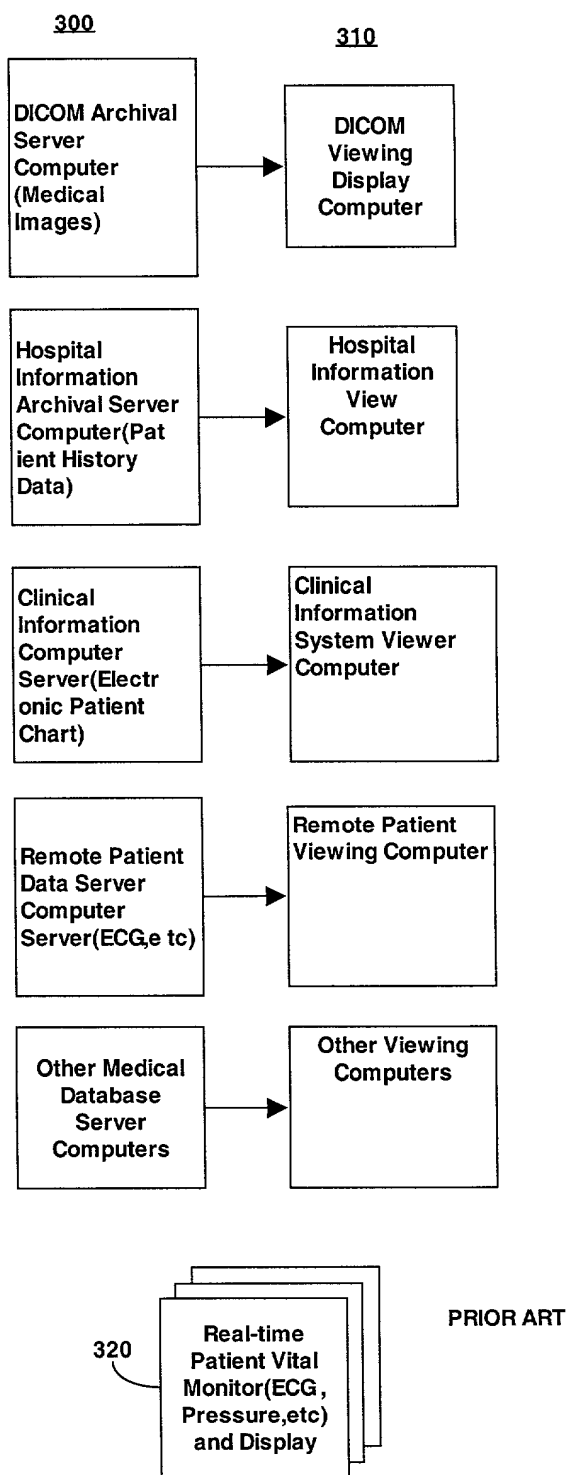 300
310
DICOM Archival
Server
Computer
(Medical
Images)
DICOM
Viewing
Display
Computer
Hospital
Information
Archival Server
Computer(Pat
ient History
Data)
Hospital
Information
View
Computer
Clinical
Information
Computer
Server(Electr
onic Patient
Chart)
Clinical
Information
System Viewer
Computer
Remote Patient
Data Server
Computer
Server(ECG,e tc)
Remote Patient
Viewing Computer
Other Medical
Database
Server
Computers
Other Viewing
Computers
320
Real-time
Patient Vital
Monitor(ECG ,
Pressure,etc)
and Display
PRIOR ART